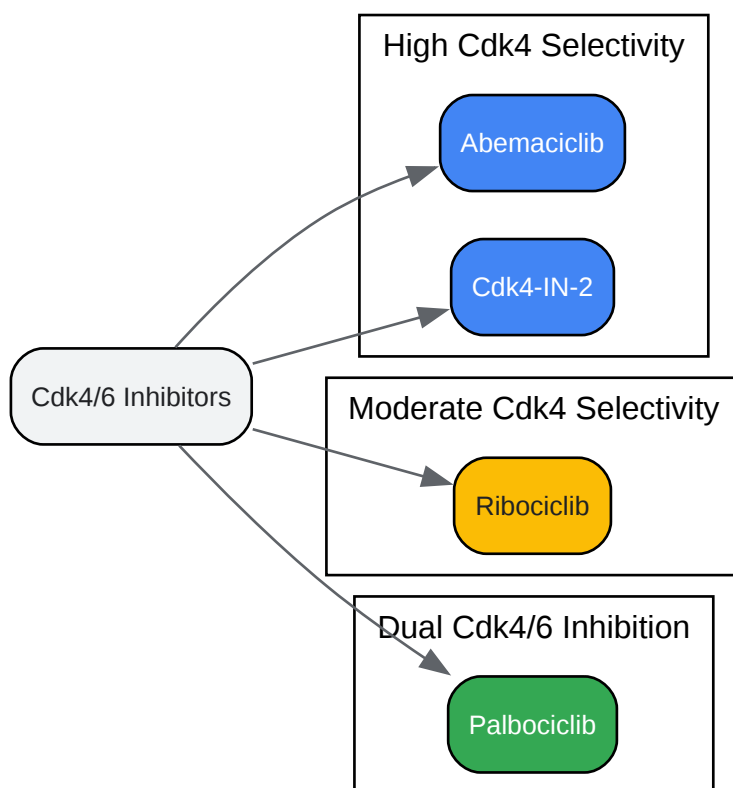 High Cdk4 Selectivity
Abemaciclib
Cdk4-IN-2
Cdk4/6 Inhibitors
Moderate Cdk4 Selectivity
Ribociclib
Dual Cdk4/6 Inhibition
Palbociclib